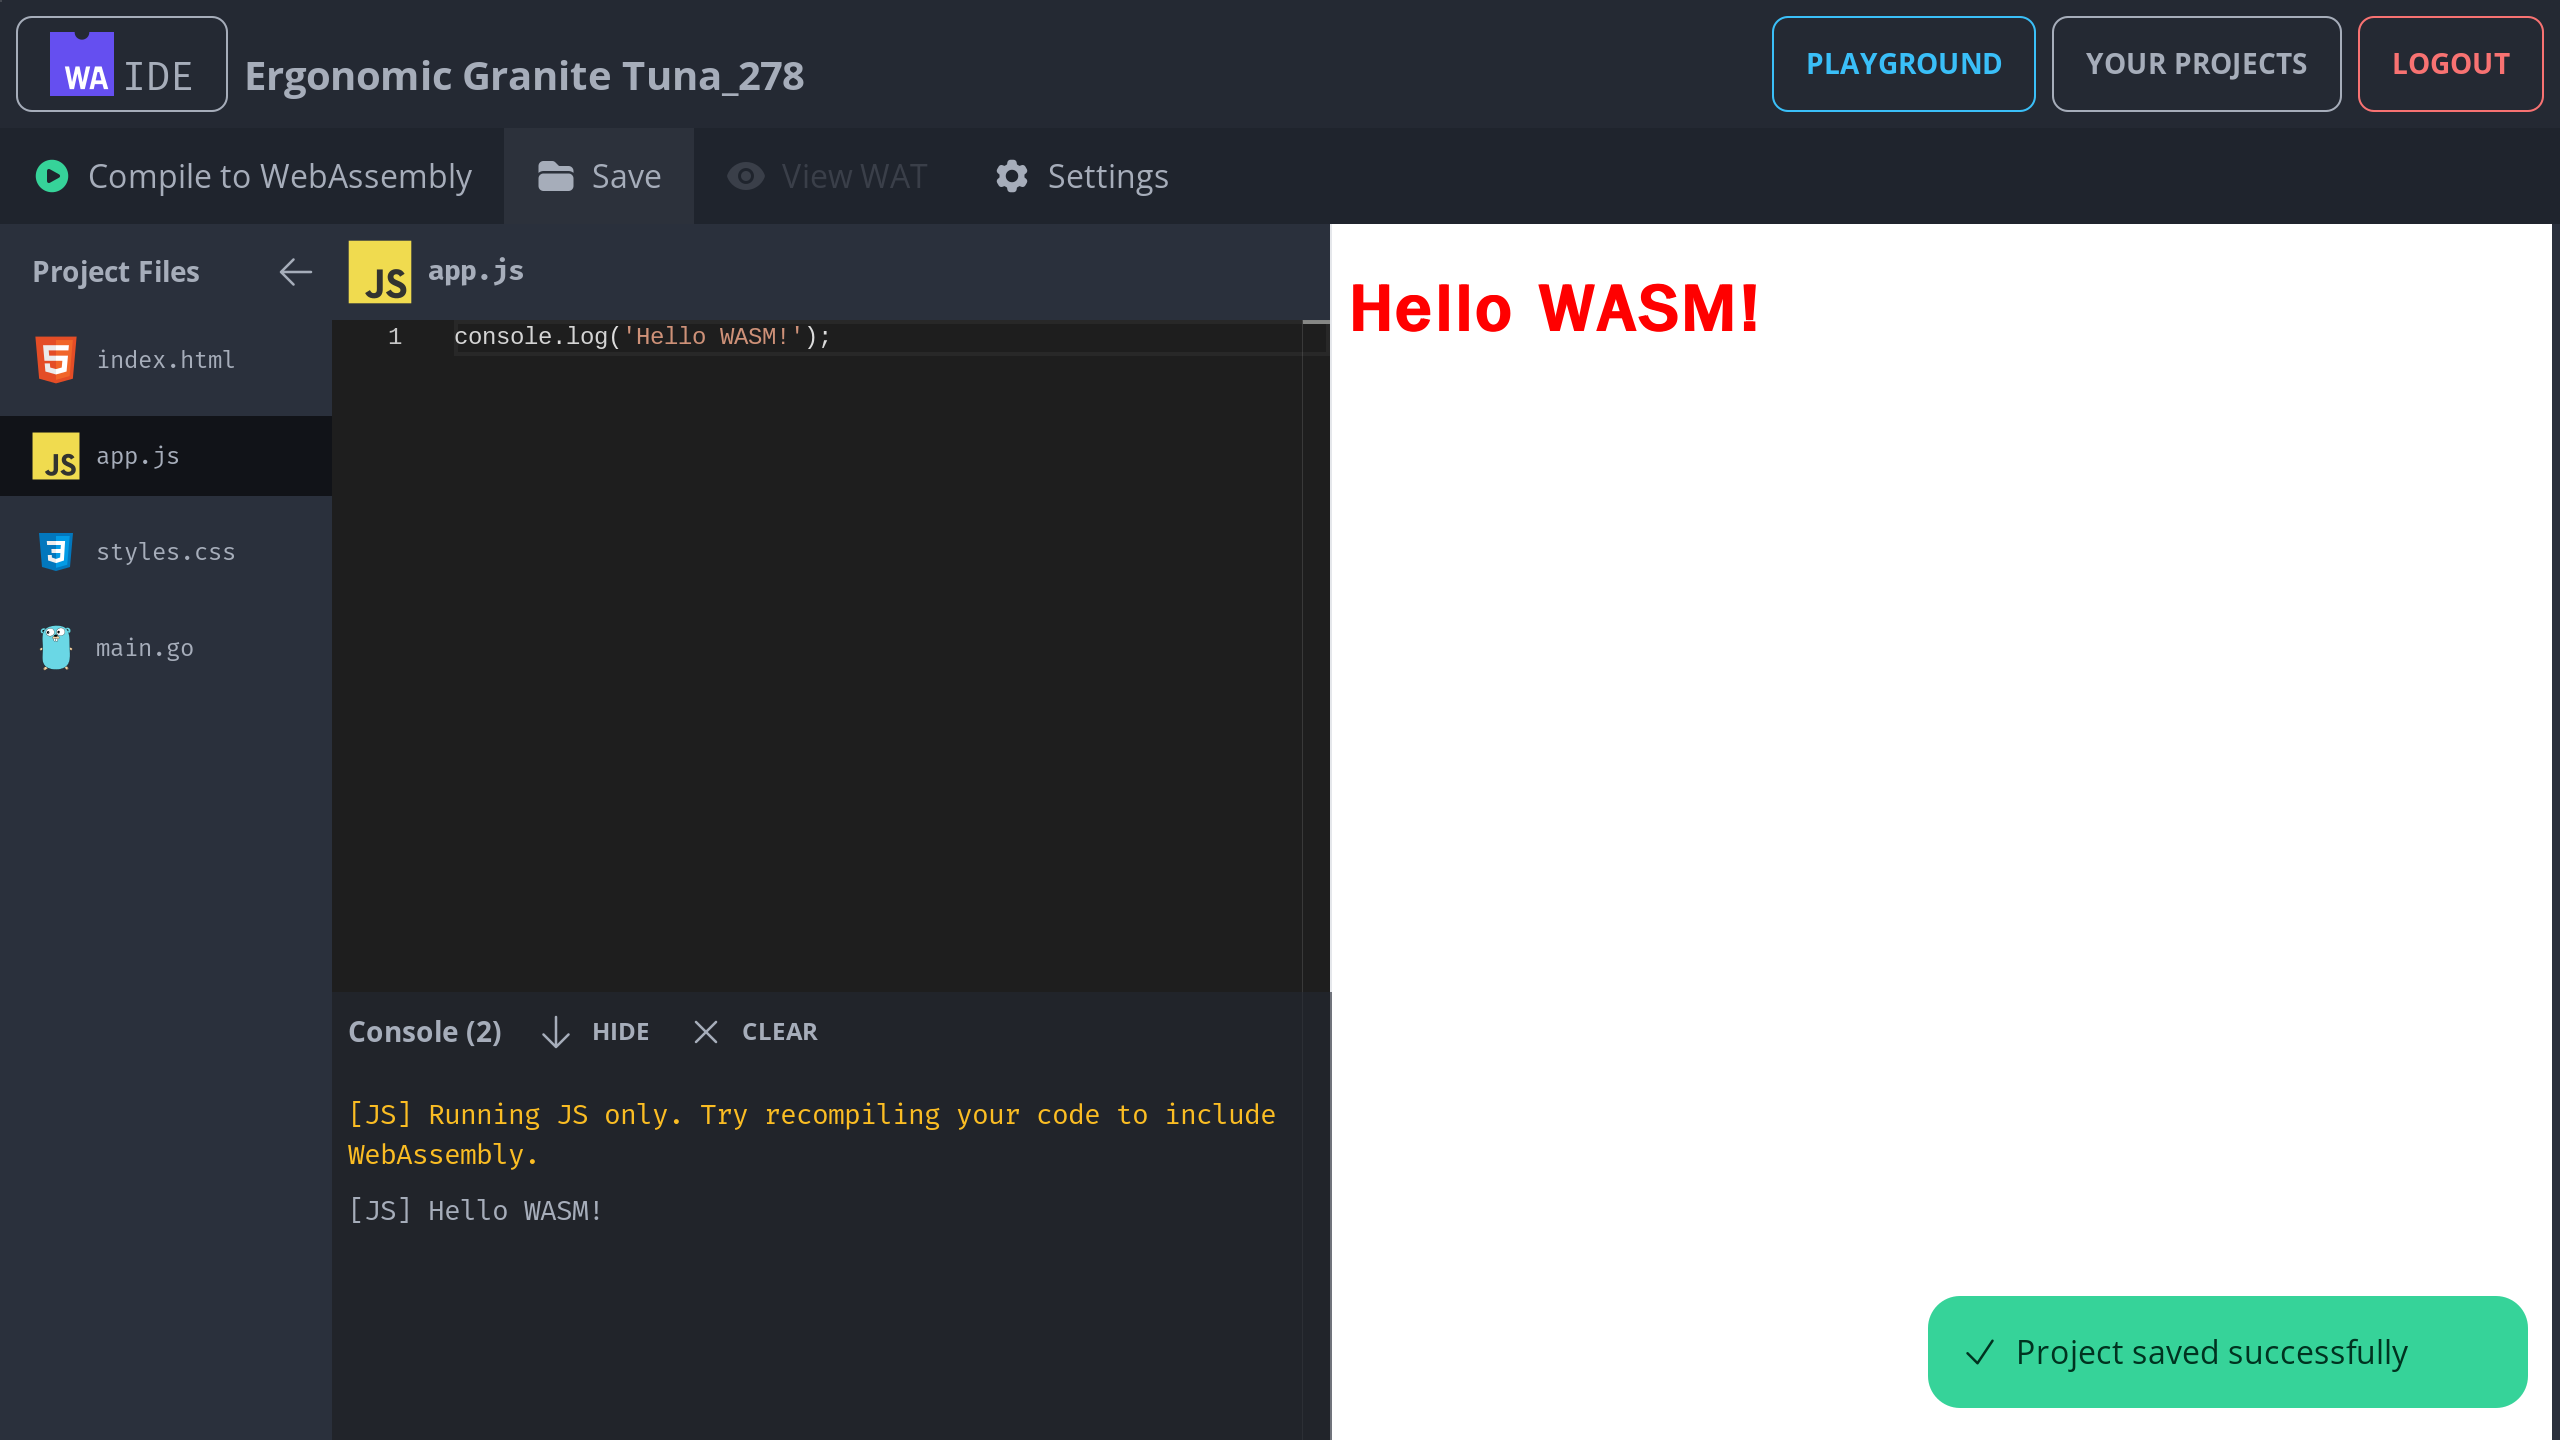 WA IDE
Ergonomic Granite Tuna_278
PLAYGROUND
YOUR PROJECTS
LOGOUT
Compile to WebAssembly
Save
View WAT
Settings
Project Files
index.html
JS app.js
styles.css
main.go
JS app.js
1 console.log('Hello WASM!');
Console (2)
HIDE
CLEAR
[JS] Running JS only. Try recompiling your code to include
WebAssembly.
[JS] Hello WASM!
Hello WASM!
Project saved successfully